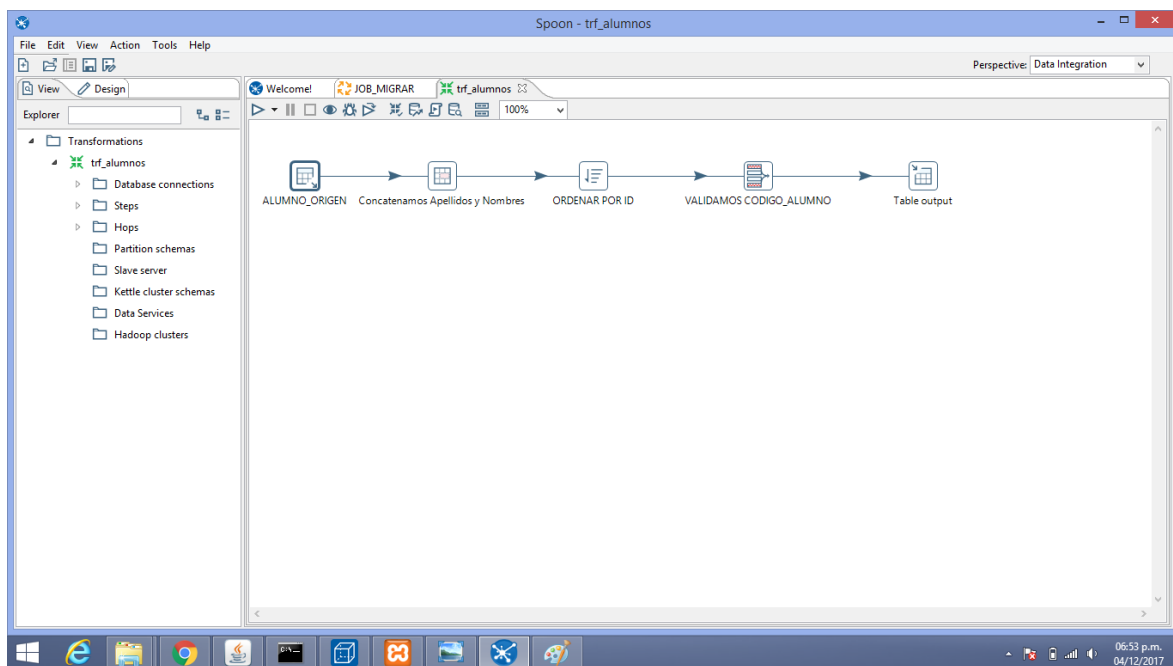 Spoon - trf_alumnos
File Edit View Action Tools Help
Perspective: Data Integration
View Design
Welcome! JOB_MIGRAR trf_alumnos
Explorer
100%
Transformations
trf_alumnos
Database connections
Steps
Hops
Partition schemas
Slave server
Kettle cluster schemas
Data Services
Hadoop clusters
ALUMNO_ORIGEN Concatenamos Apellidos y Nombres ORDENAR POR ID VALIDAMOS CODIGO_ALUMNO Table output
06:53 p.m.
04/12/2017